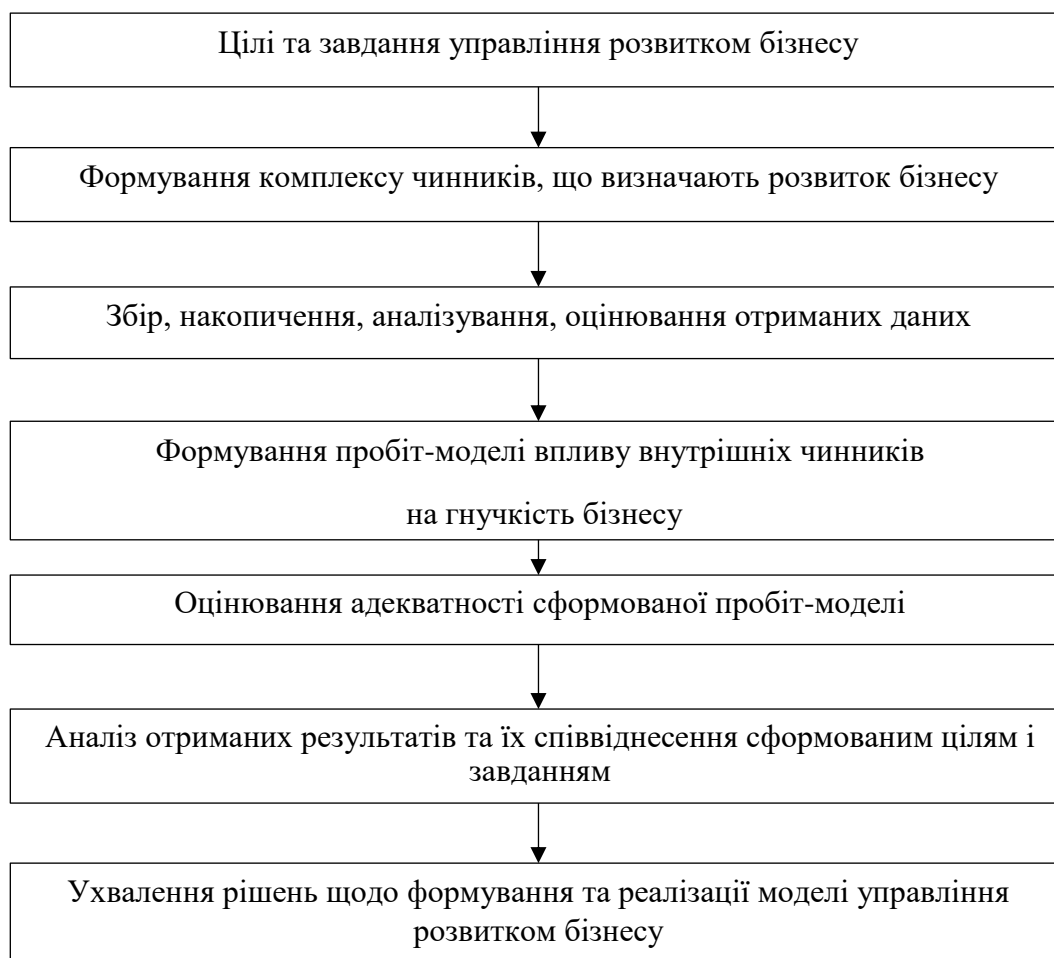 Цілі та завдання управління розвитком бізнесу
Формування комплексу чинників, що визначають розвиток бізнесу
Збір, накопичення, аналізування, оцінювання отриманих даних
Формування пробіт-моделі впливу внутрішніх чинників
на гнучкість бізнесу
Оцінювання адекватності сформованої пробіт-моделі
Аналіз отриманих результатів та їх співвіднесення сформованим цілям і
завданням
Ухвалення рішень щодо формування та реалізації моделі управління
розвитком бізнесу